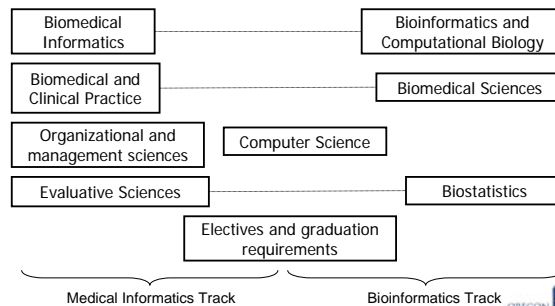 Biomedical
Informatics
Bioinformatics and
Computational Biology
Biomedical and
Clinical Practice
Biomedical Sciences
Organizational and
management sciences
Computer Science
Evaluative Sciences
Biostatistics
Electives and graduation
requirements
Medical Informatics Track
Bioinformatics Track
OREGON